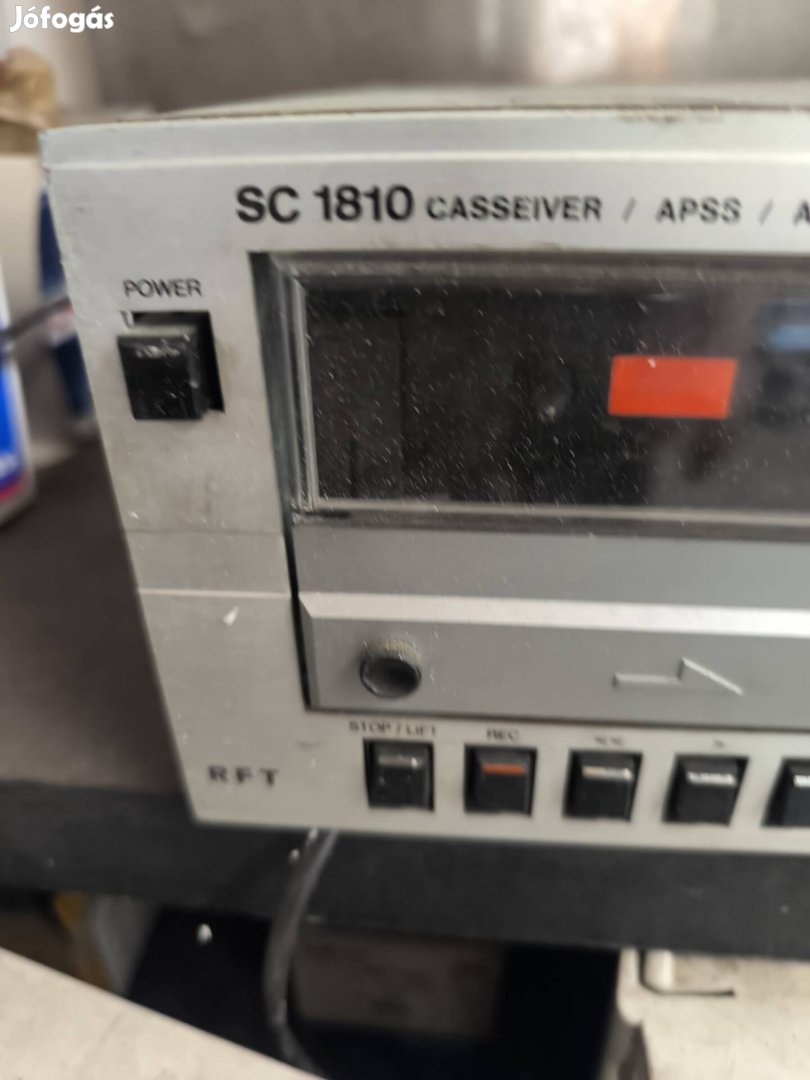 Jófogás
SC 1810 CASSEIVER / APSS / A
POWER
STOP / LIFT REC << >
RFT